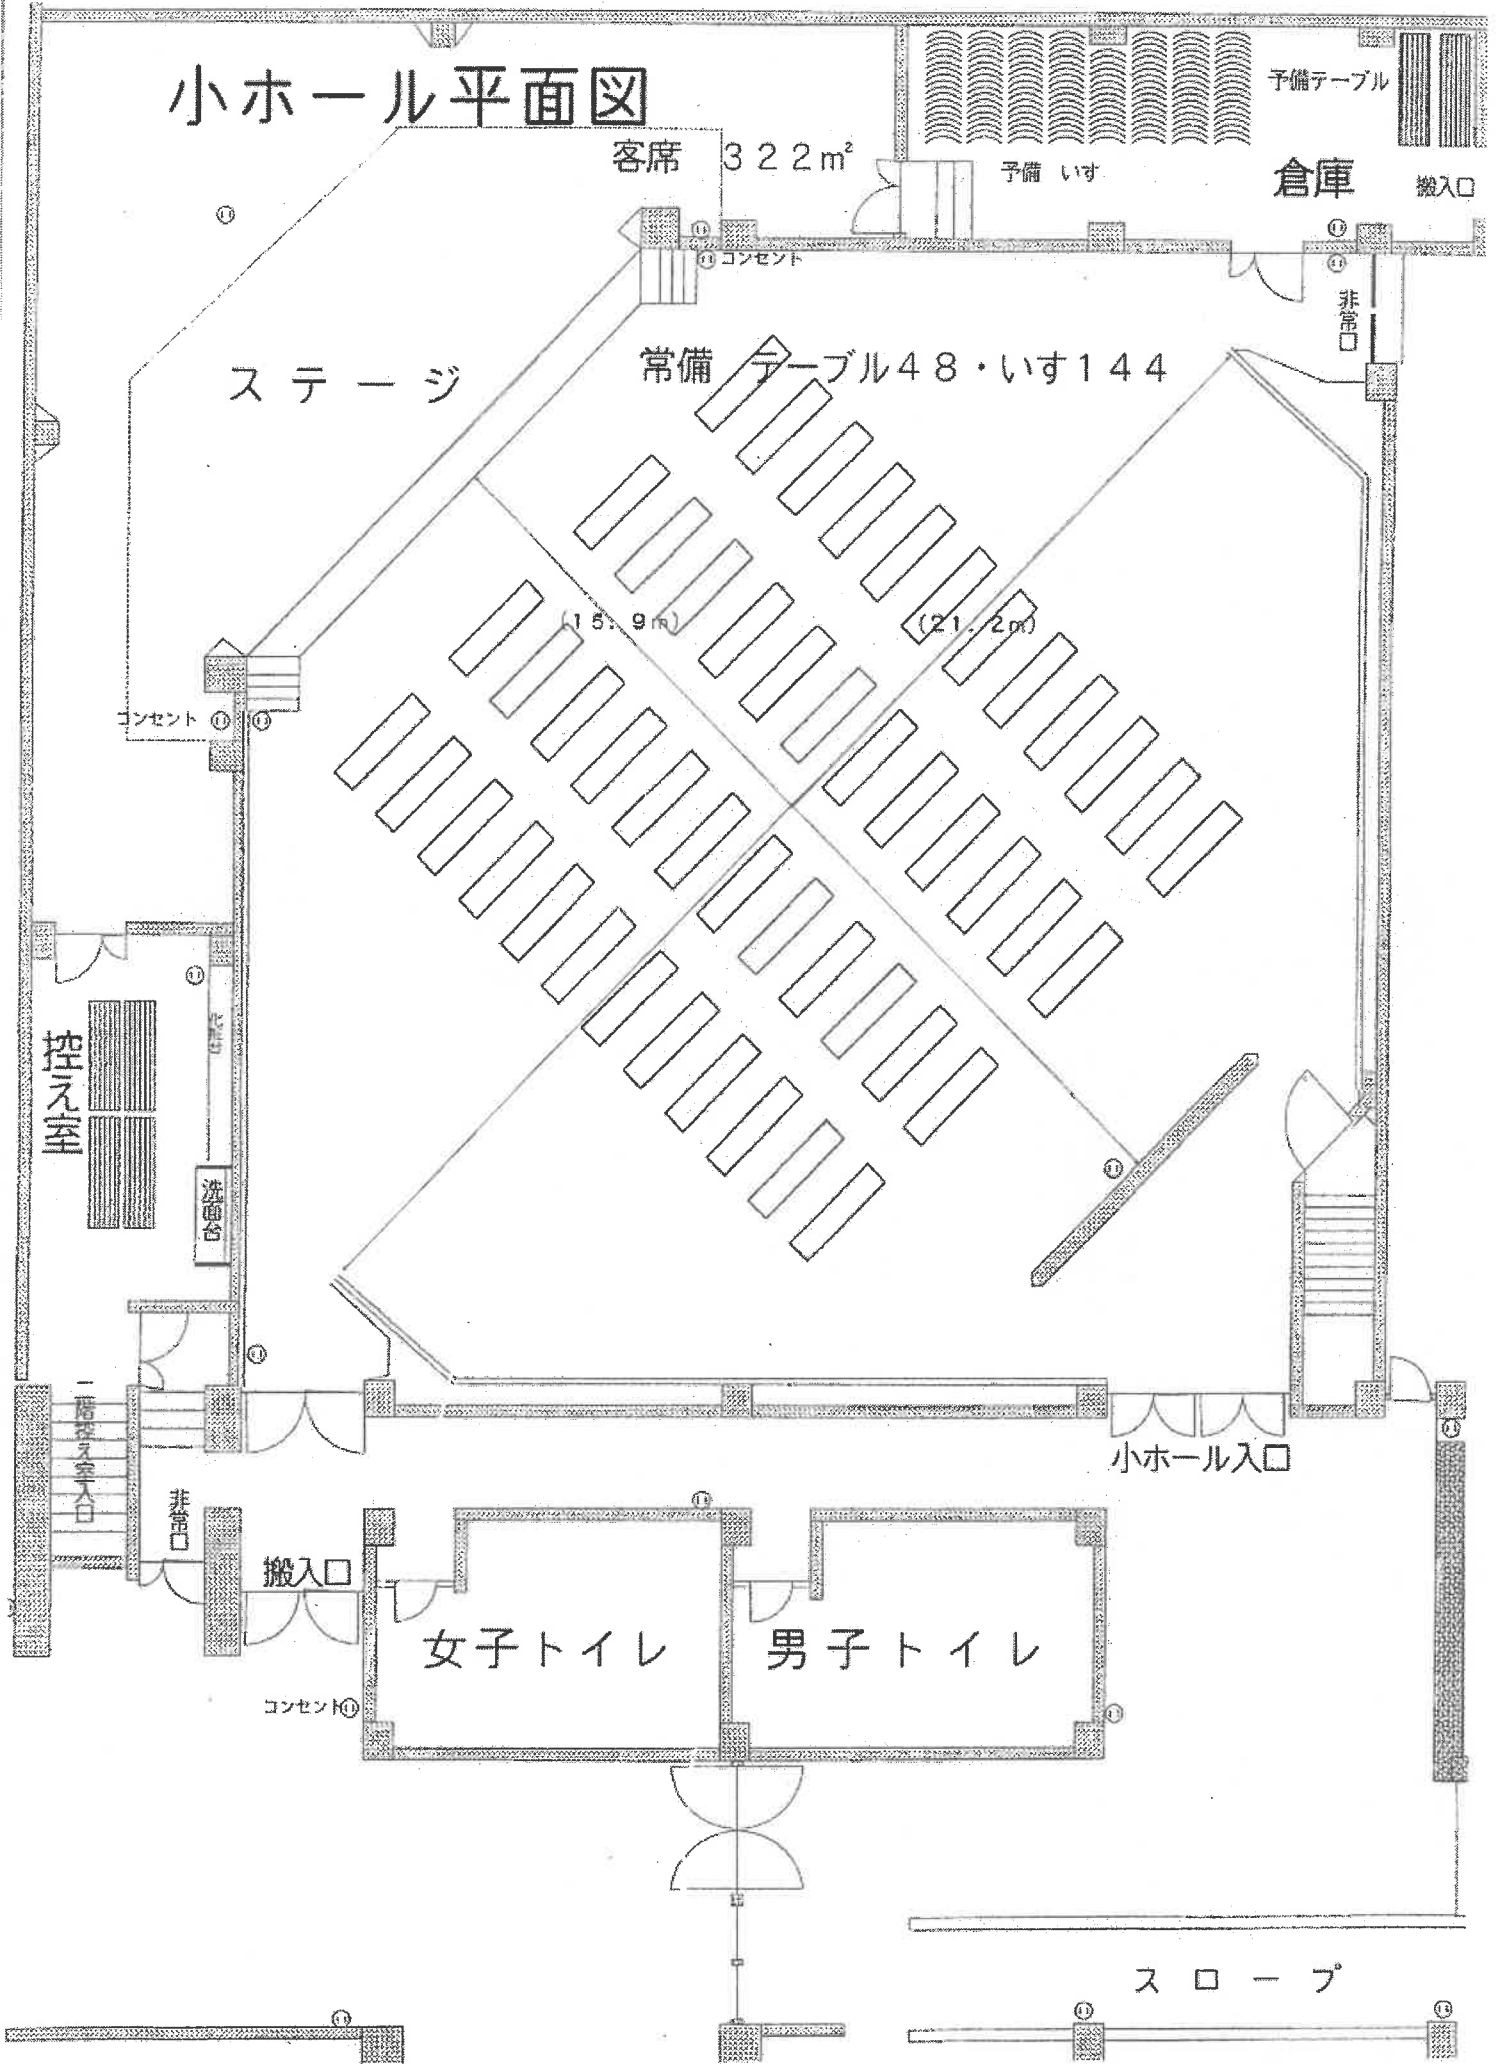 小ホール平面図
予備テーブル
客席 322㎡
予備 いす
倉庫
搬入口
コンセント
非常口
ステージ
常備 テーブル48・いす144
(15.9m)
(21.2m)
コンセント
控え室
洗面台
二階控え室入口
非常口
小ホール入口
搬入口
女子トイレ
男子トイレ
コンセント
スロープ